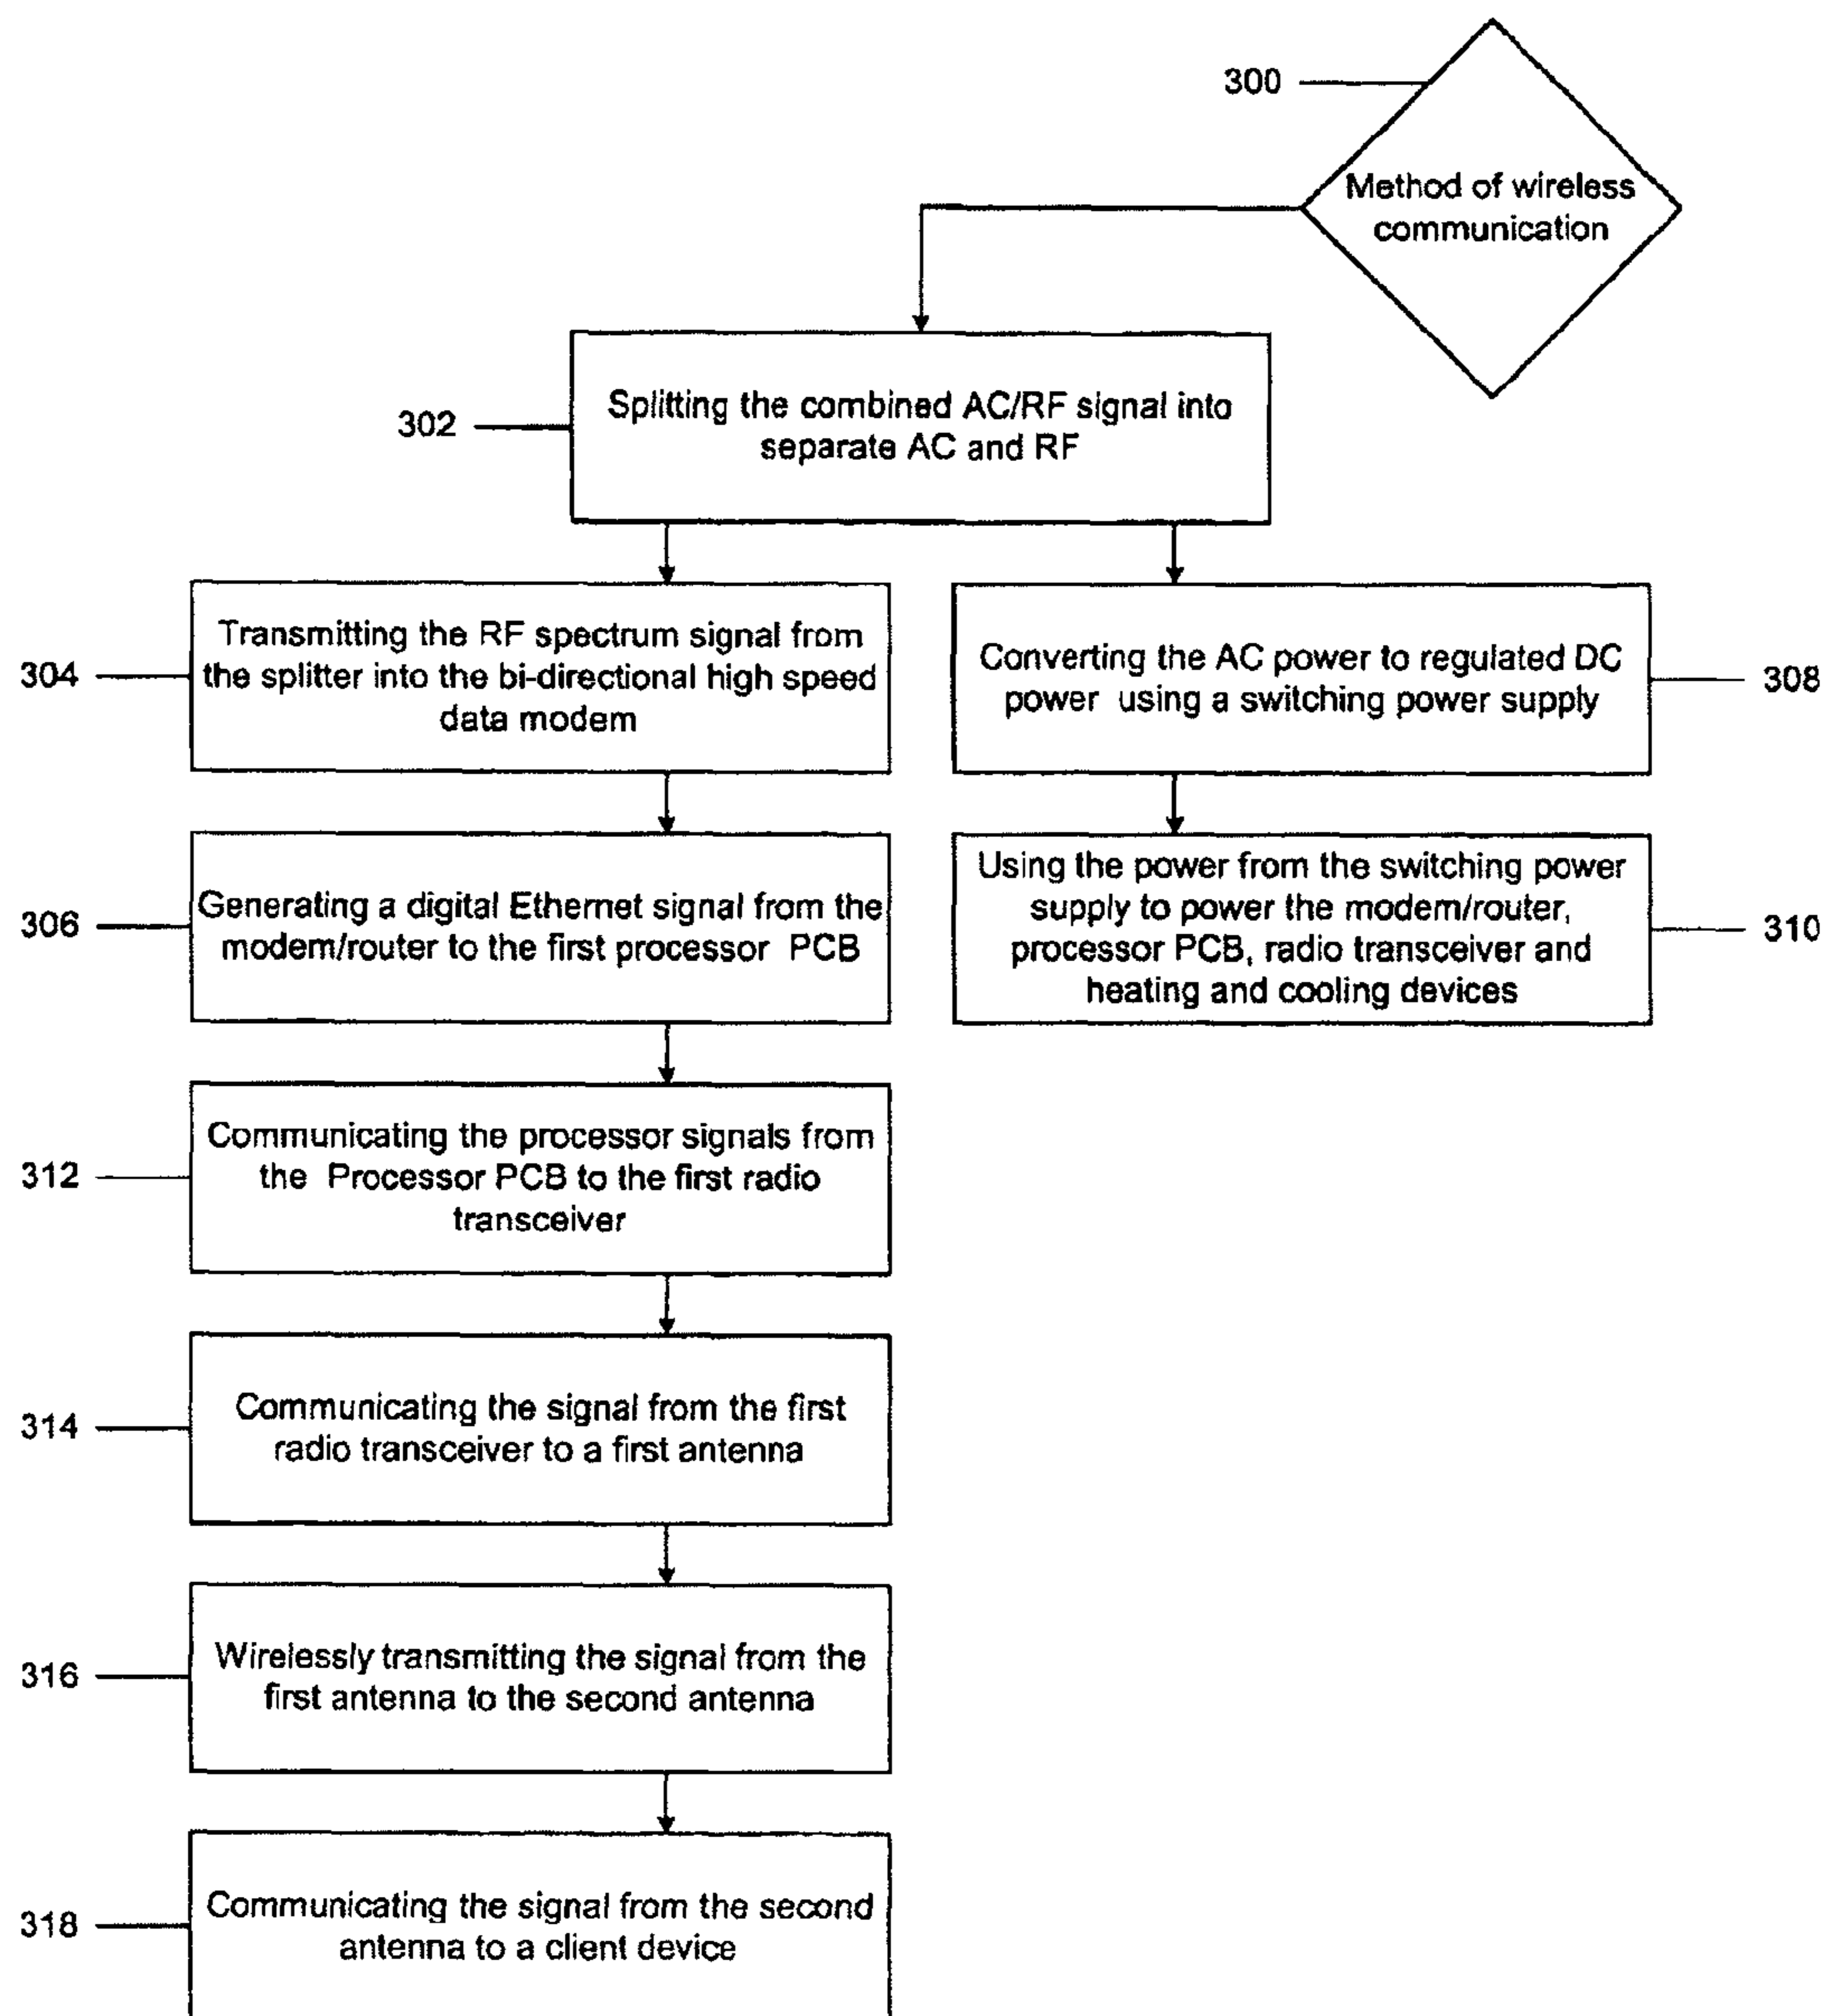 300
Method of wireless
communication
302
Splitting the combined AC/RF signal into
separate AC and RF
304
Transmitting the RF spectrum signal from
the splitter into the bi-directional high speed
data modem
Converting the AC power to regulated DC
power using a switching power supply
308
306
Generating a digital Ethernet signal from the
modem/router to the first processor PCB
Using the power from the switching power
supply to power the modem/router,
processor PCB, radio transceiver and
heating and cooling devices
310
312
Communicating the processor signals from
the Processor PCB to the first radio
transceiver
314
Communicating the signal from the first
radio transceiver to a first antenna
316
Wirelessly transmitting the signal from the
first antenna to the second antenna
318
Communicating the signal from the second
antenna to a client device